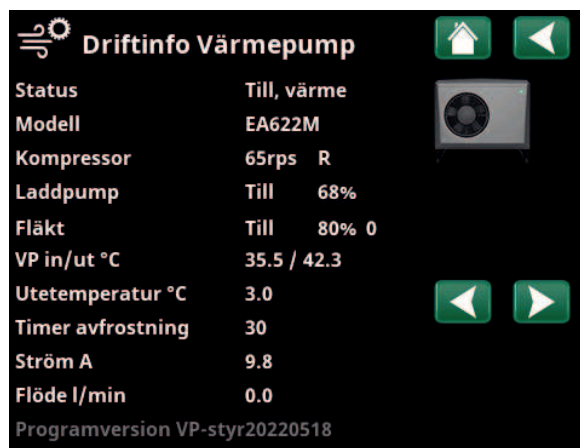 Driftinfo Värmepump
Status Till, värme
Modell EA622M
Kompressor 65rps R
Laddpump Till 68%
Fläkt Till 80% 0
VP in/ut °C 35.5 / 42.3
Utetemperatur °C 3.0
Timer avfrostning 30
Ström A 9.8
Flöde l/min 0.0
Programversion VP-styr20220518